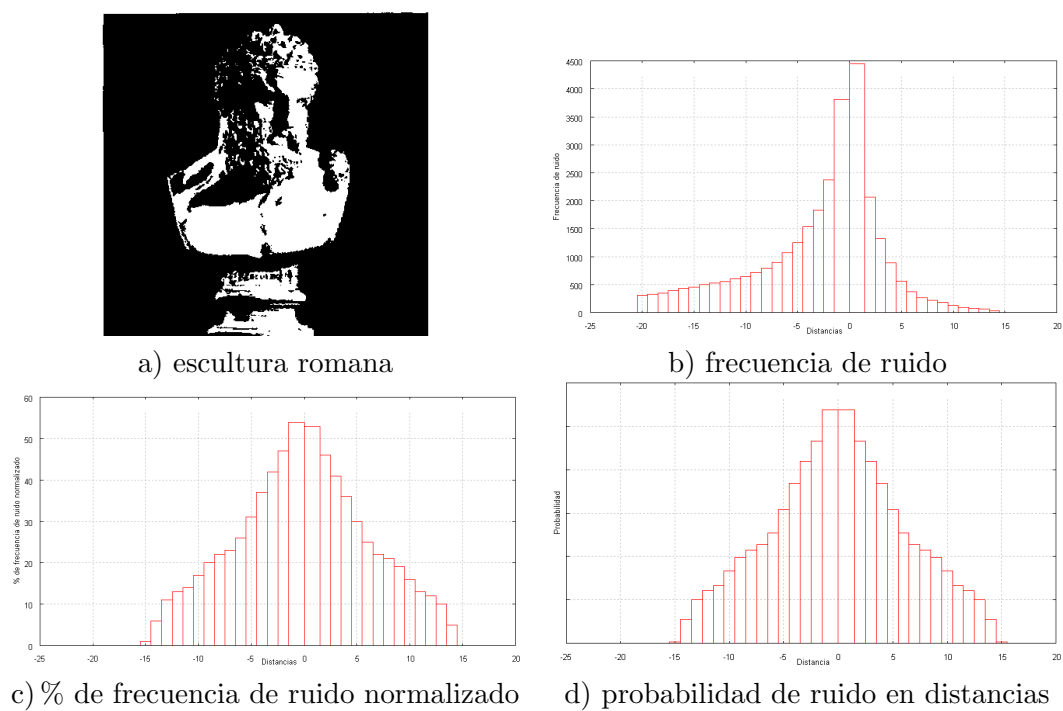 a) escultura romana
4500
4000
3500
3000
2500
2000
1500
1000
500
0
Frecuencia de ruido
-25 -20 -15 -10 -5 0 5 10 15 20
Distancias
b) frecuencia de ruido
60
50
40
30
20
10
0
% de frecuencia de ruido normalizado
-25 -20 -15 -10 -5 0 5 10 15 20
Distancias
c) % de frecuencia de ruido normalizado
Probabilidad
-25 -20 -15 -10 -5 0 5 10 15 20
Distancia
d) probabilidad de ruido en distancias